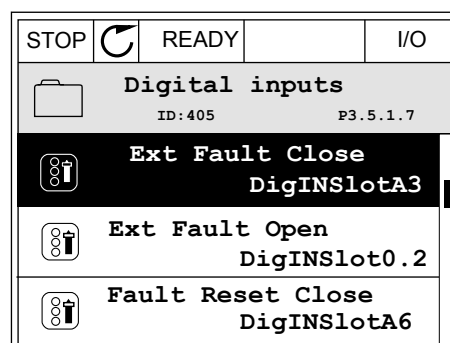 STOP READY I/O
Digital inputs
ID:405 P3.5.1.7
Ext Fault Close
DigINSlotA3
Ext Fault Open
DigINSlot0.2
Fault Reset Close
DigINSlotA6